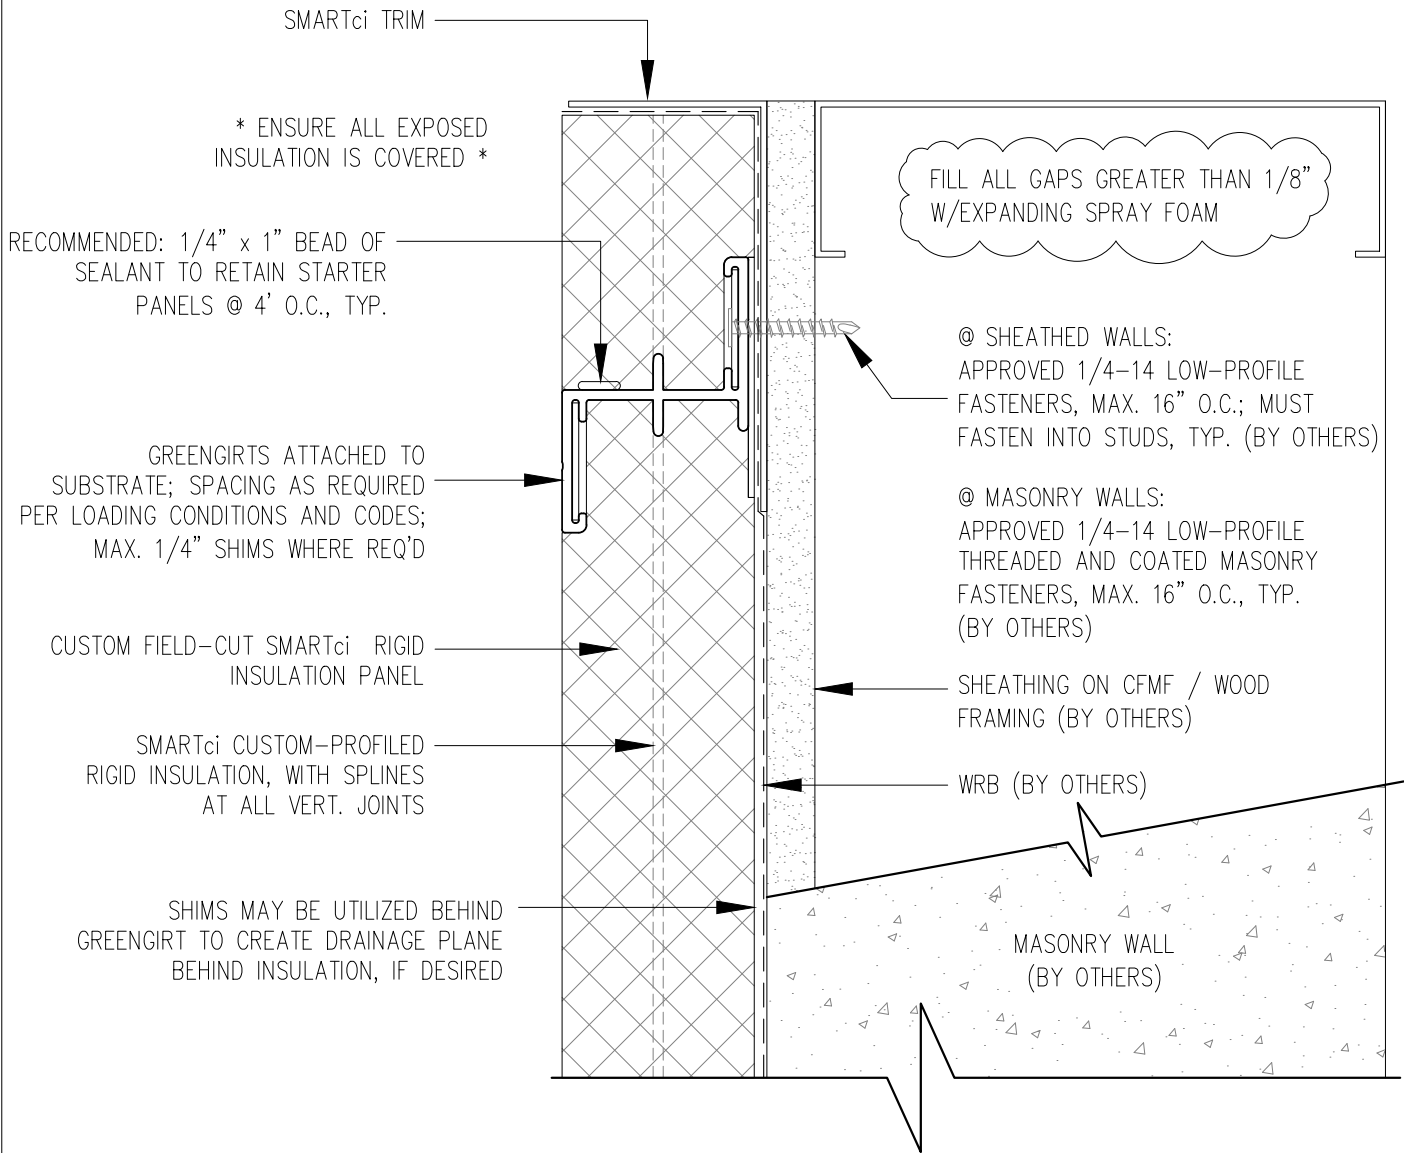 SMARTci TRIM
* ENSURE ALL EXPOSED
INSULATION IS COVERED *
RECOMMENDED: 1/4" x 1" BEAD OF
SEALANT TO RETAIN STARTER
PANELS @ 4' O.C., TYP.
GREENGIRTS ATTACHED TO
SUBSTRATE; SPACING AS REQUIRED
PER LOADING CONDITIONS AND CODES;
MAX. 1/4" SHIMS WHERE REQ'D
CUSTOM FIELD-CUT SMARTci RIGID
INSULATION PANEL
SMARTci CUSTOM-PROFILED
RIGID INSULATION, WITH SPLINES
AT ALL VERT. JOINTS
SHIMS MAY BE UTILIZED BEHIND
GREENGIRT TO CREATE DRAINAGE PLANE
BEHIND INSULATION, IF DESIRED
FILL ALL GAPS GREATER THAN 1/8"
W/EXPANDING SPRAY FOAM
@ SHEATHED WALLS:
APPROVED 1/4-14 LOW-PROFILE
FASTENERS, MAX. 16" O.C.; MUST
FASTEN INTO STUDS, TYP. (BY OTHERS)
@ MASONRY WALLS:
APPROVED 1/4-14 LOW-PROFILE
THREADED AND COATED MASONRY
FASTENERS, MAX. 16" O.C., TYP.
(BY OTHERS)
SHEATHING ON CFMF / WOOD
FRAMING (BY OTHERS)
WRB (BY OTHERS)
MASONRY WALL
(BY OTHERS)